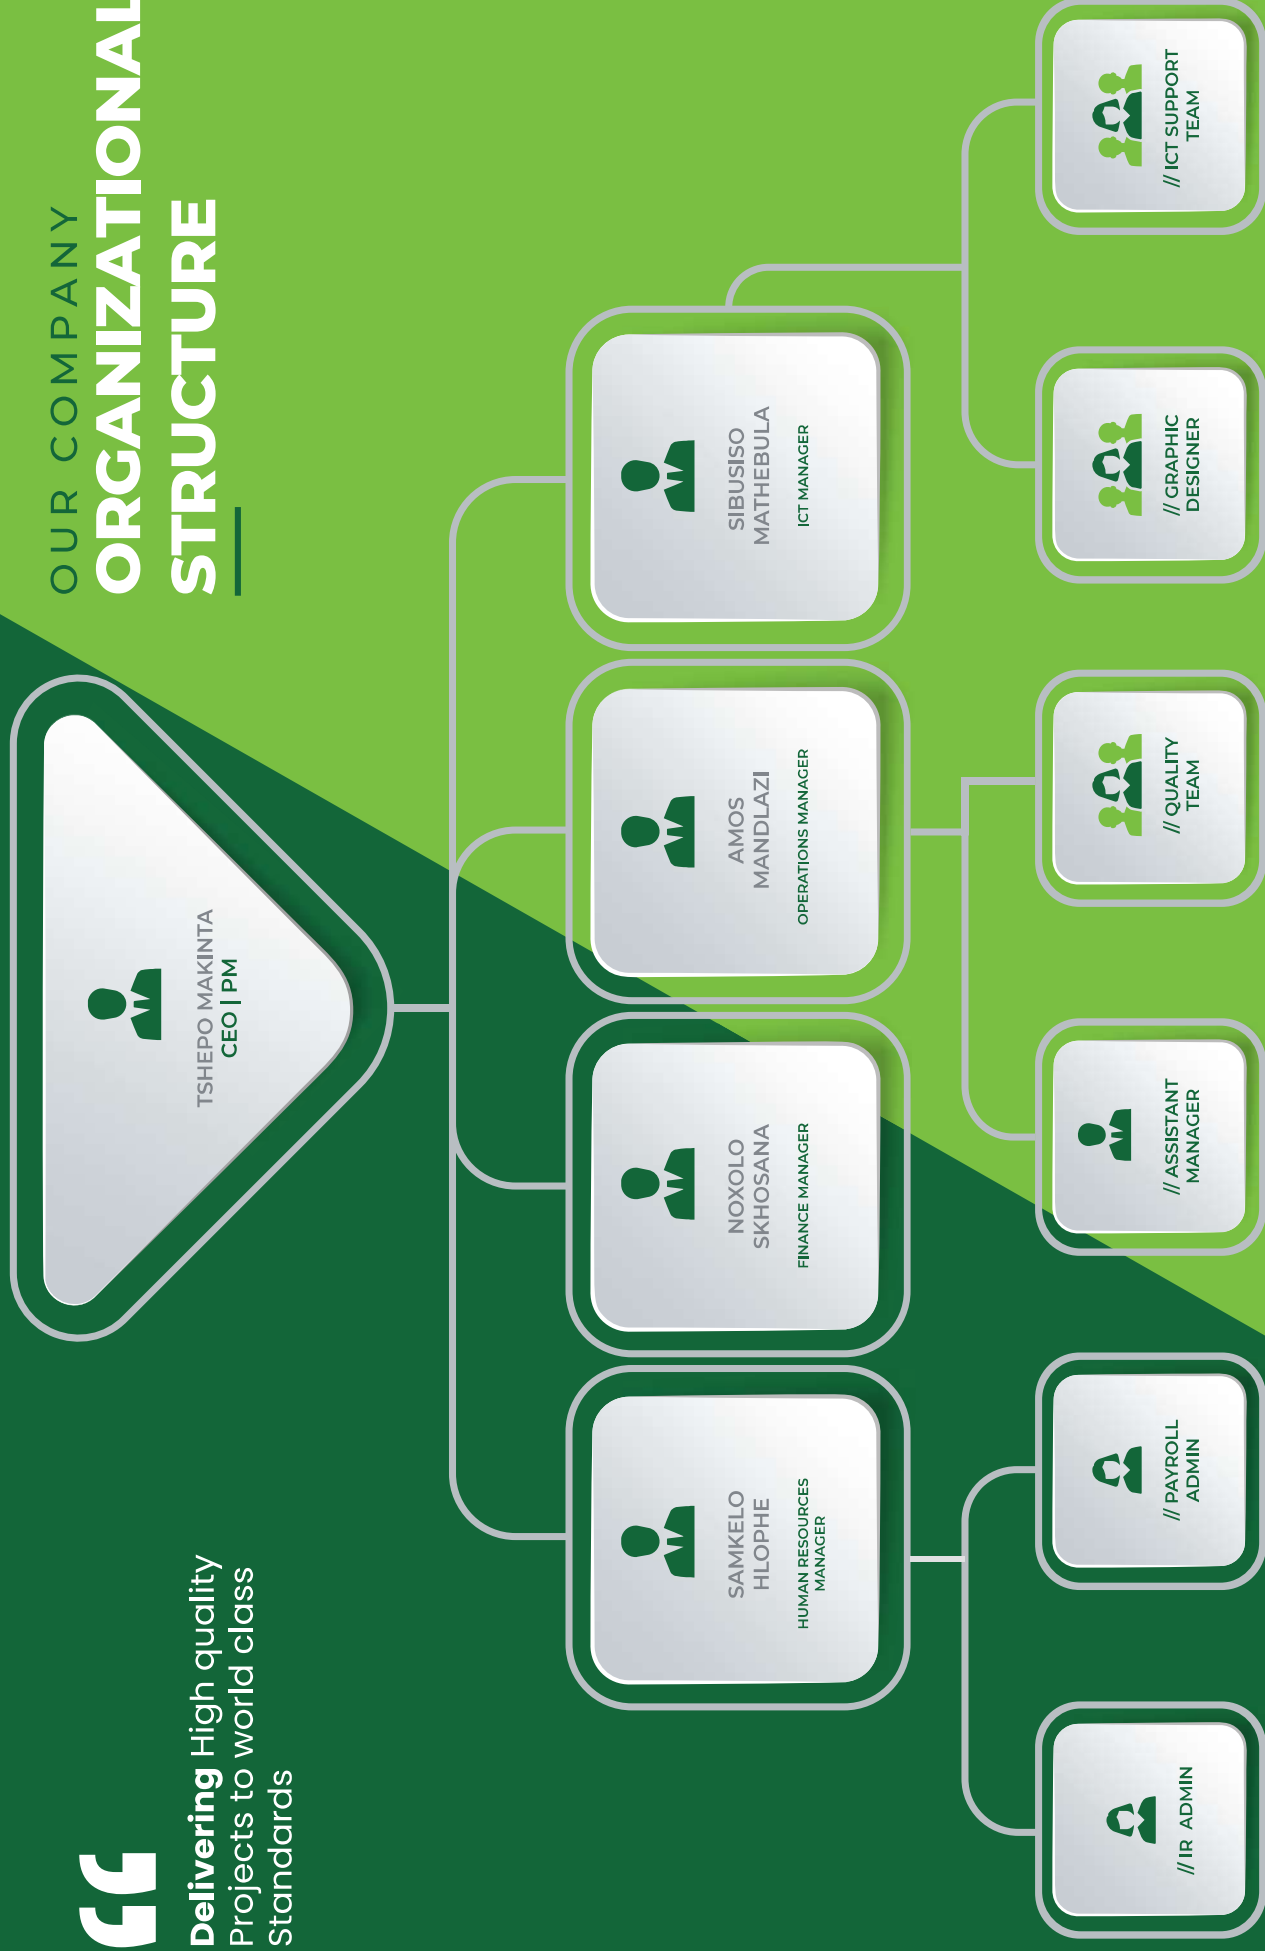 Delivering High quality
Projects to world class
Standards
OUR COMPANY
ORGANIZATIONAL
STRUCTURE
TSHEPO MAKINTA
CEO | PM
SAMKELO
HLOPHE
HUMAN RESOURCES
MANAGER
NOXOLO
SKHOSANA
FINANCE MANAGER
AMOS
MANDLAZI
OPERATIONS MANAGER
SIBUSISO
MATHEBULA
ICT MANAGER
// IR ADMIN
// PAYROLL
ADMIN
// ASSISTANT
MANAGER
// QUALITY
TEAM
// GRAPHIC
DESIGNER
// ICT SUPPORT
TEAM